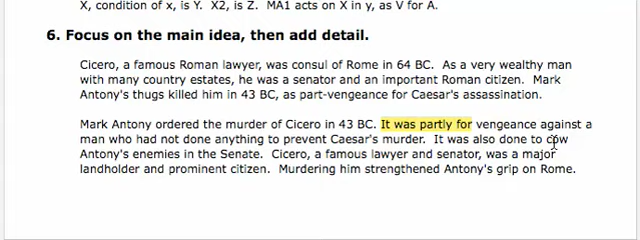 X, condition of x, is Y.  X2, is Z.  MA1 acts on X in y, as V for A.
6. Focus on the main idea, then add detail.
Cicero, a famous Roman lawyer, was consul of Rome in 64 BC.  As a very wealthy man
with many country estates, he was a senator and an important Roman citizen.  Mark
Antony's thugs killed him in 43 BC, as part-vengeance for Caesar's assassination.
Mark Antony ordered the murder of Cicero in 43 BC. It was partly for vengeance against a
man who had not done anything to prevent Caesar's murder.  It was also done to cow
Antony's enemies in the Senate.  Cicero, a famous lawyer and senator, was a major
landholder and prominent citizen.  Murdering him strengthened Antony's grip on Rome.